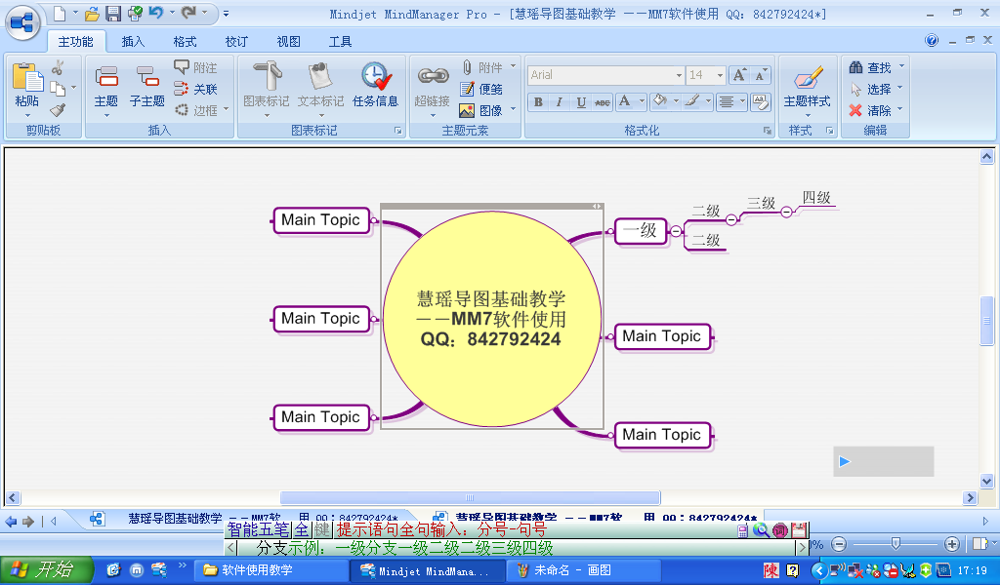 Mindjet MindManager Pro - [慧瑶导图基础教学 －－MM7软件使用 QQ：842792424*]
主功能 插入 格式 校订 视图 工具
粘贴
剪贴板
主题 子主题
附注
关联
边框
插入
图表标记 文本标记 任务信息
图表标记
超链接
附件
便笺
图像
主题元素
Arial 14
B I U ABC A
格式化
主题样式
样式
查找
选择
清除
编辑
Main Topic
Main Topic
Main Topic
慧瑶导图基础教学
－－MM7软件使用
QQ：842792424
一级
二级
三级
四级
二级
Main Topic
Main Topic
慧瑶导图基础教学 －－MM7软 用 QQ：842792424*
慧瑶导图基础教学 －－MM7软 用 QQ：842792424*
智能五笔 全 键 提示语句全句输入：分号-句号
分支示例：一级分支一级二级二级三级四级
开始
软件使用教学
Mindjet MindMana...
未命名 - 画图
陳
17:19